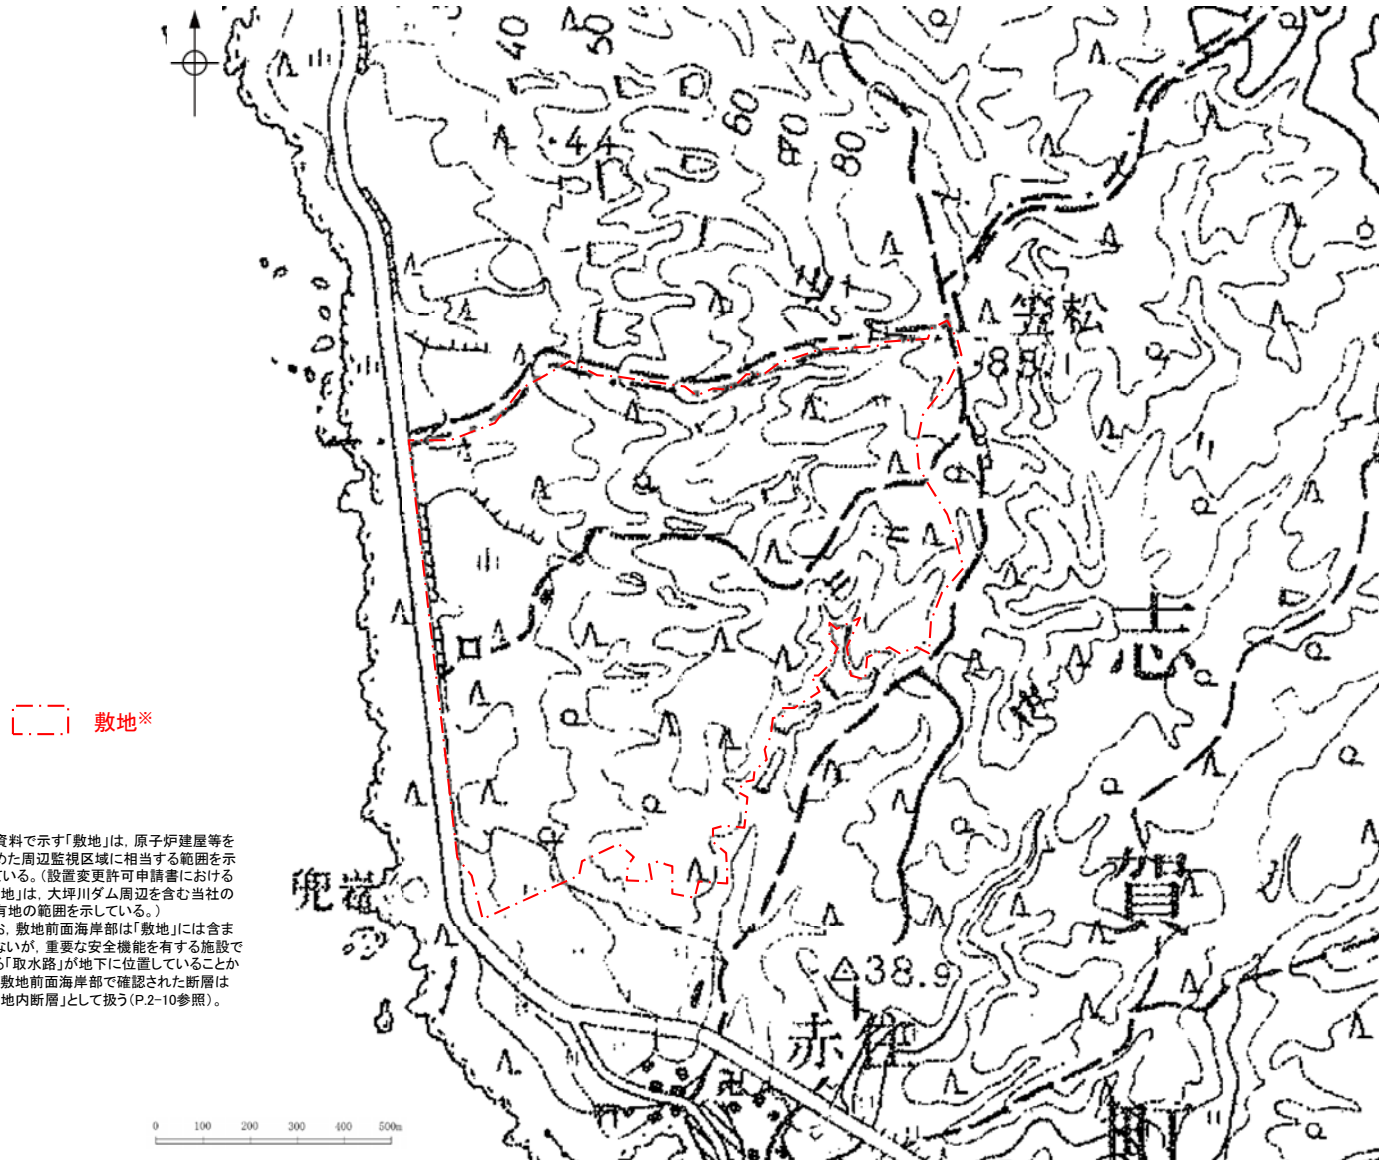 40
50
・44
60
70
80
笠松
85.1
志
敷地※
資料で示す「敷地」は，原子炉建屋等を
めた周辺監視区域に相当する範囲を示
ている。（設置変更許可申請書における
地」は，大坪川ダム周辺を含む当社の
有地の範囲を示している。）
お，敷地前面海岸部は「敷地」には含ま
ないが，重要な安全機能を有する施設で
る「取水路」が地下に位置していることか
敷地前面海岸部で確認された断層は
地内断層」として扱う（P.2-10参照）。
賀
38.9
赤住
町
0 100 200 300 400 500m